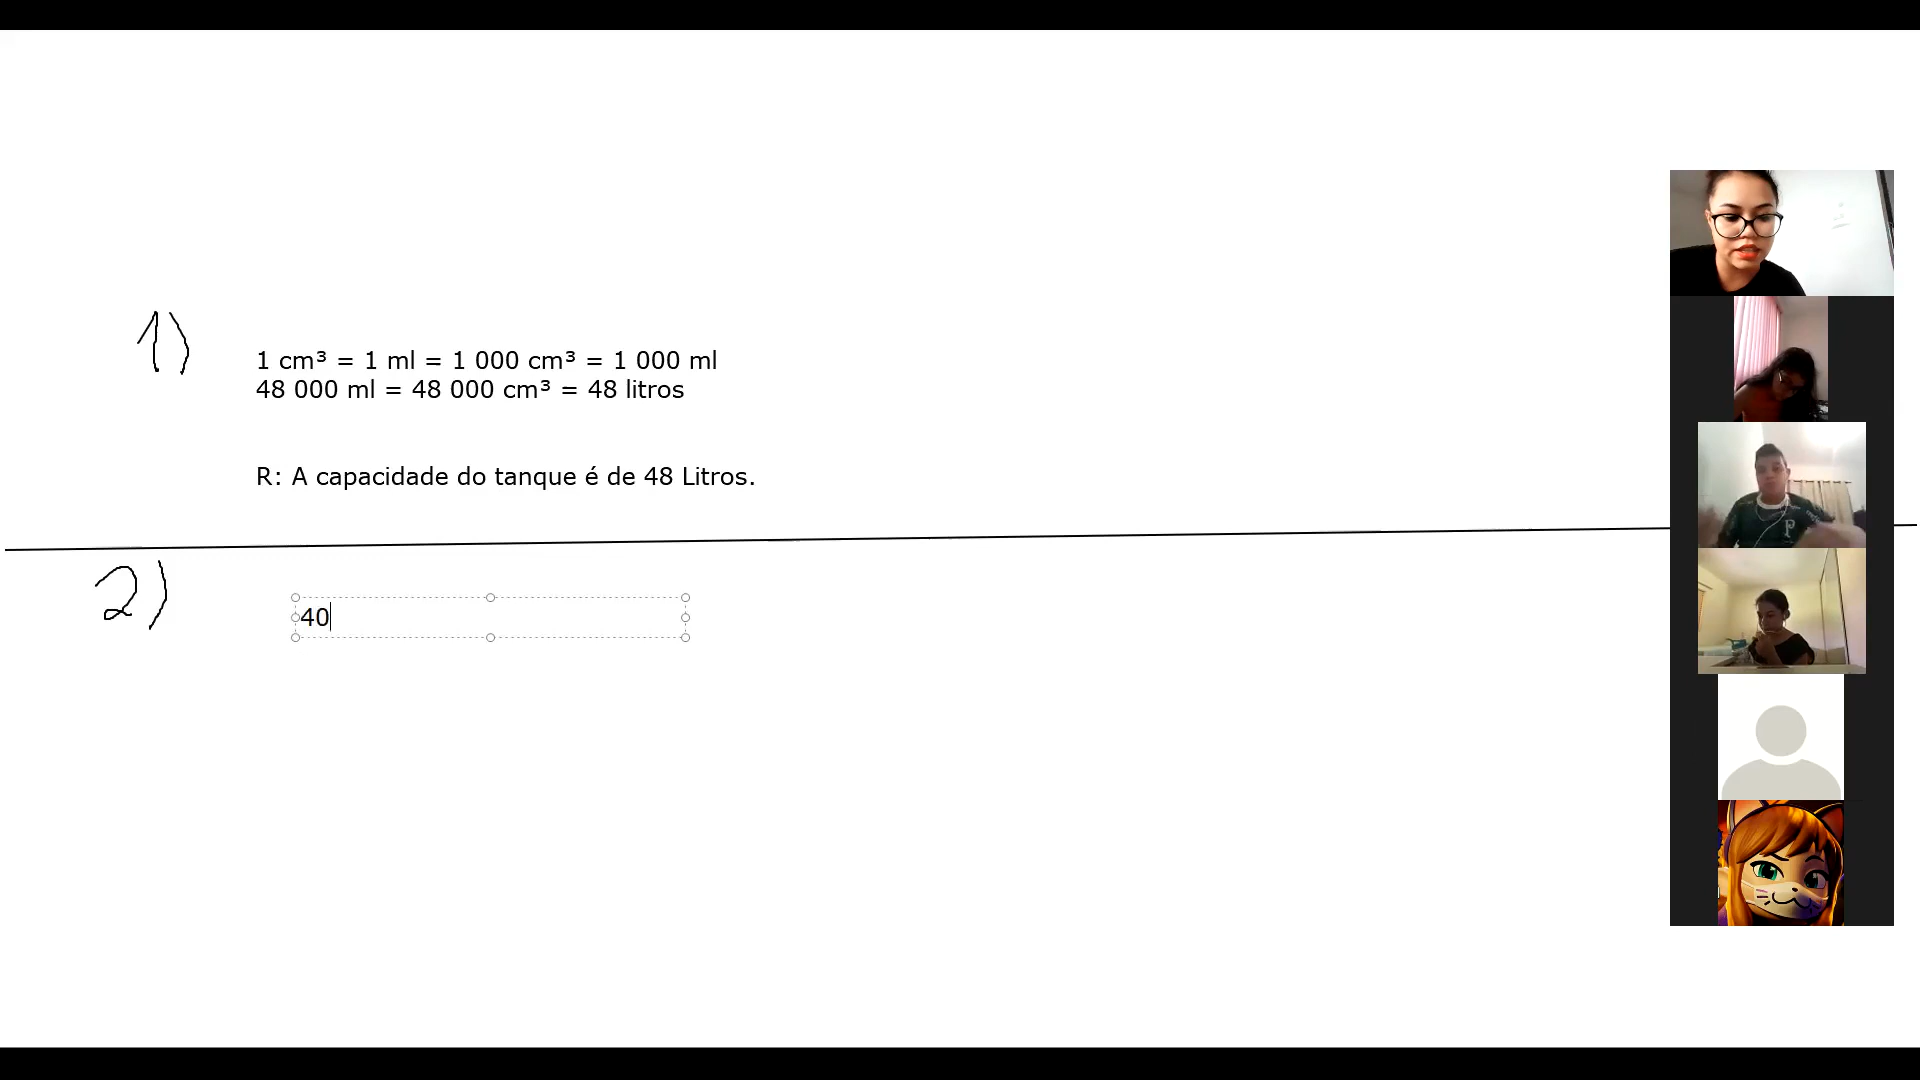 1)
1 cm³ = 1 ml = 1 000 cm³ = 1 000 ml
48 000 ml = 48 000 cm³ = 48 litros
R: A capacidade do tanque é de 48 Litros.
2)
40